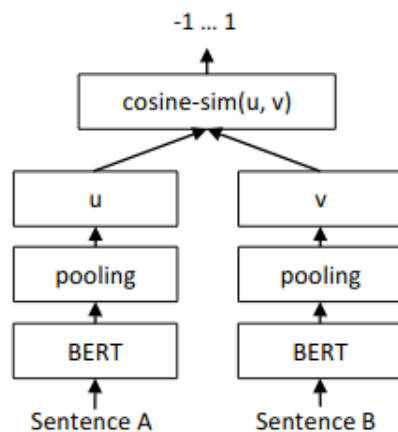 -1 … 1
cosine-sim(u, v)
u v
pooling pooling
BERT BERT
Sentence A Sentence B